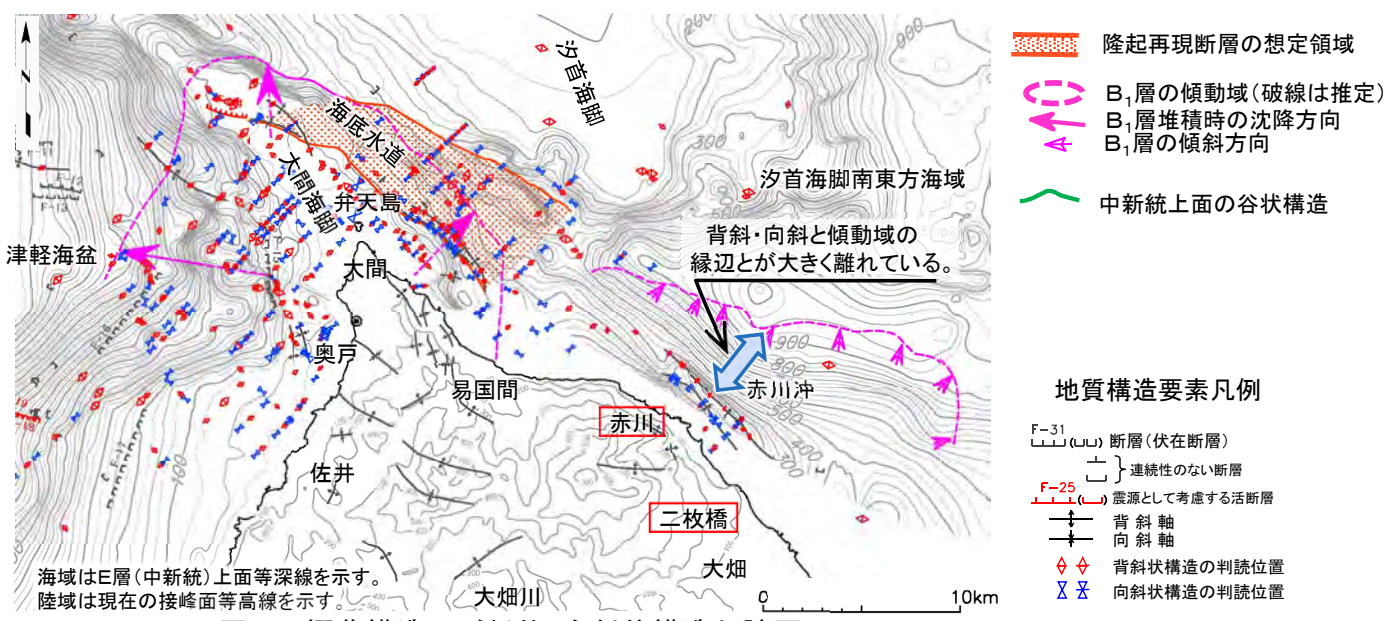 N
汐首海脚
海底水道
大間海脚
弁天島
津軽海盆
大間
奥戸
易国間
佐井
赤川
二枚橋
大畑
大畑川
赤川沖
汐首海脚南東方海域
背斜・向斜と傾動域の
縁辺とが大きく離れている。
300
900
800
400
300
海域はE層(中新統)上面等深線を示す。
陸域は現在の接峰面等高線を示す。
0 10km
隆起再現断層の想定領域
B₁層の傾動域(破線は推定)
B₁層堆積時の沈降方向
B₁層の傾斜方向
中新統上面の谷状構造
地質構造要素凡例
F-31 断層(伏在断層)
連続性のない断層
F-25 震源として考慮する活断層
背斜軸
向斜軸
背斜状構造の判読位置
向斜状構造の判読位置